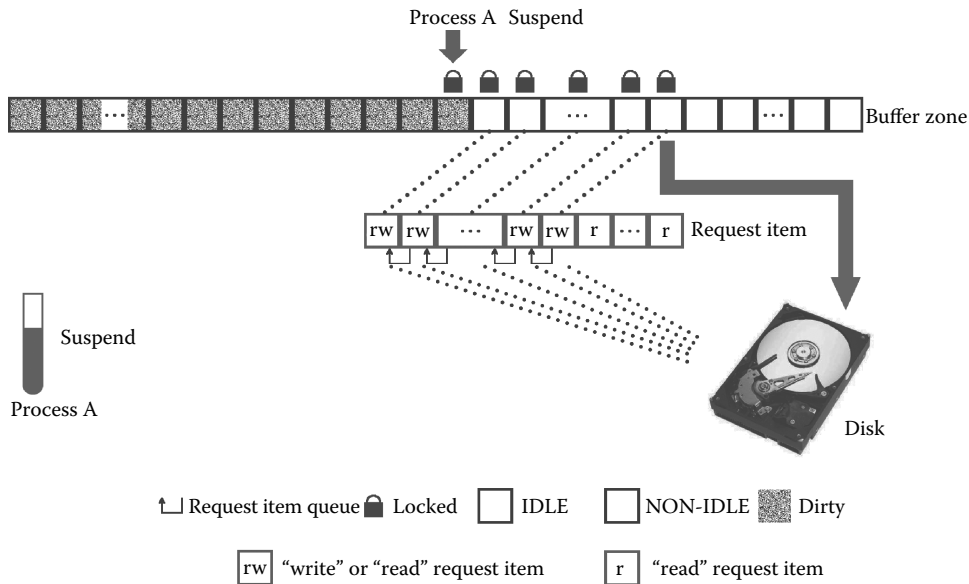 Process A Suspend
...
...
...
Buffer zone
rw
rw
...
rw
rw
r
...
r
Request item
Suspend
Process A
Disk
Request item queue
Locked
IDLE
NON-IDLE
Dirty
rw
“write” or “read” request item
r
“read” request item